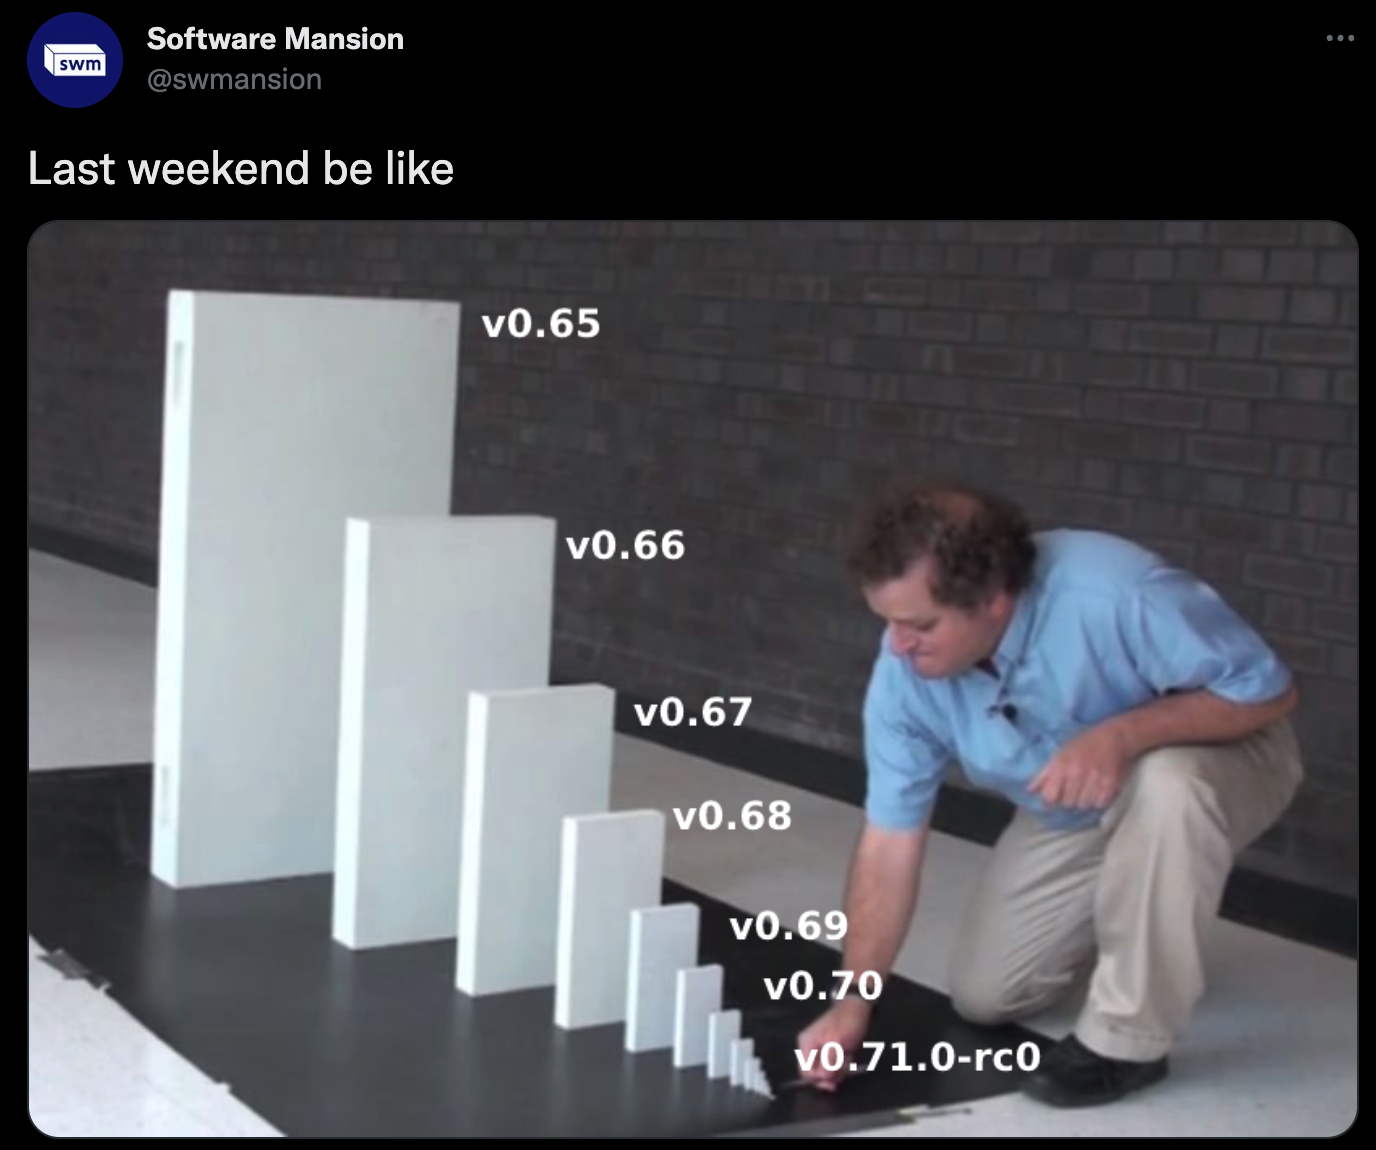 swm
Software Mansion
@swmansion
Last weekend be like
v0.65
v0.66
v0.67
v0.68
v0.69
v0.70
v0.71.0-rc0